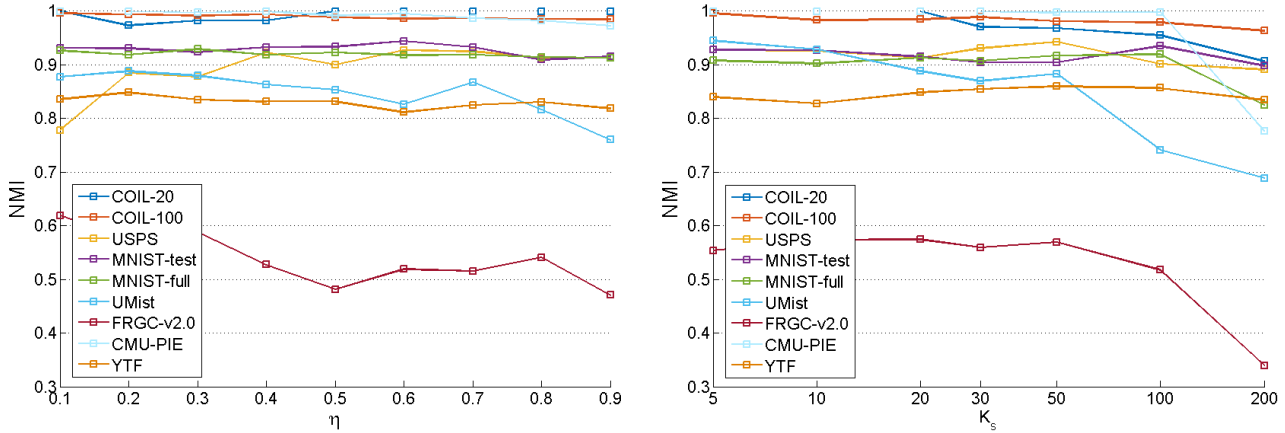 1
0.9
0.8
0.7
0.6
0.5
0.4
0.3
NMI
COIL-20
COIL-100
USPS
MNIST-test
MNIST-full
UMist
FRGC-v2.0
CMU-PIE
YTF
0.1 0.2 0.3 0.4 0.5 0.6 0.7 0.8 0.9
η
1
0.9
0.8
0.7
0.6
0.5
0.4
0.3
NMI
COIL-20
COIL-100
USPS
MNIST-test
MNIST-full
UMist
FRGC-v2.0
CMU-PIE
YTF
5 10 20 30 50 100 200
K_s